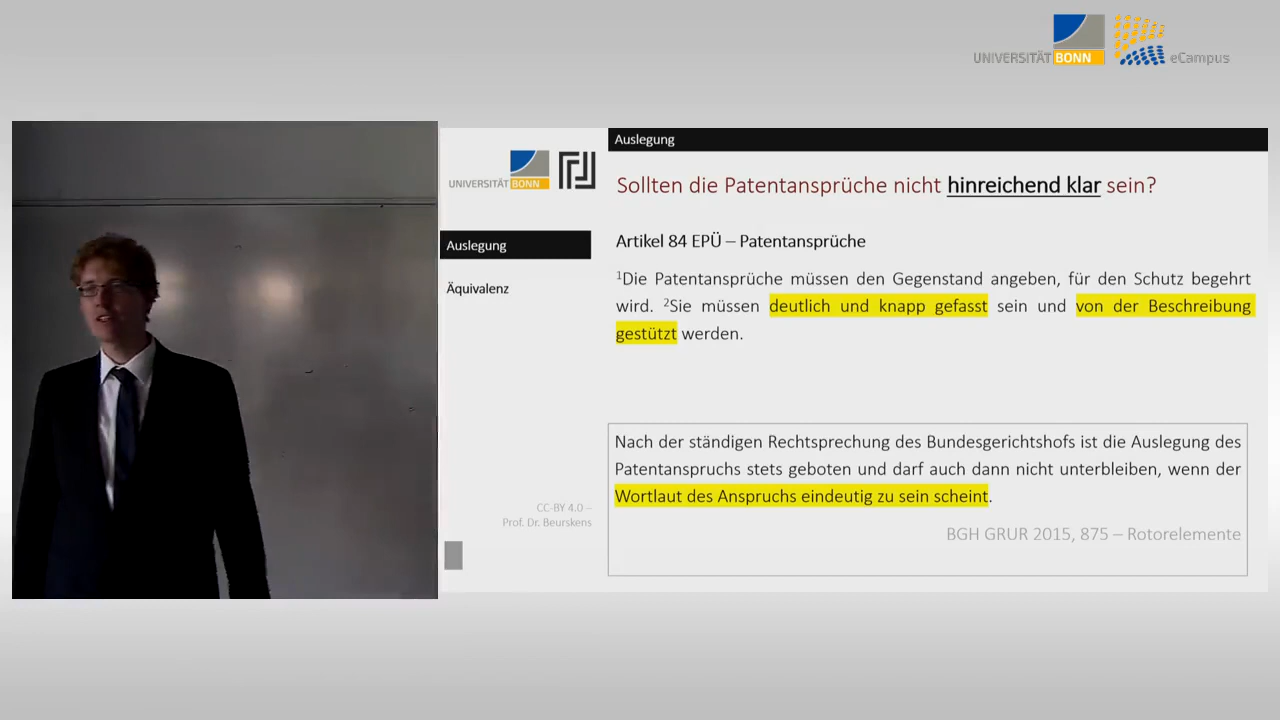 UNIVERSITÄT BONN eCampus
UNIVERSITÄT BONN
Auslegung
Äquivalenz
CC-BY 4.0 –
Prof. Dr. Beurskens
Auslegung
Sollten die Patentansprüche nicht hinreichend klar sein?
Artikel 84 EPÜ – Patentansprüche
¹Die Patentansprüche müssen den Gegenstand angeben, für den Schutz begehrt
wird. ²Sie müssen deutlich und knapp gefasst sein und von der Beschreibung
gestützt werden.
Nach der ständigen Rechtsprechung des Bundesgerichtshofs ist die Auslegung des
Patentanspruchs stets geboten und darf auch dann nicht unterbleiben, wenn der
Wortlaut des Anspruchs eindeutig zu sein scheint.
BGH GRUR 2015, 875 – Rotorelemente